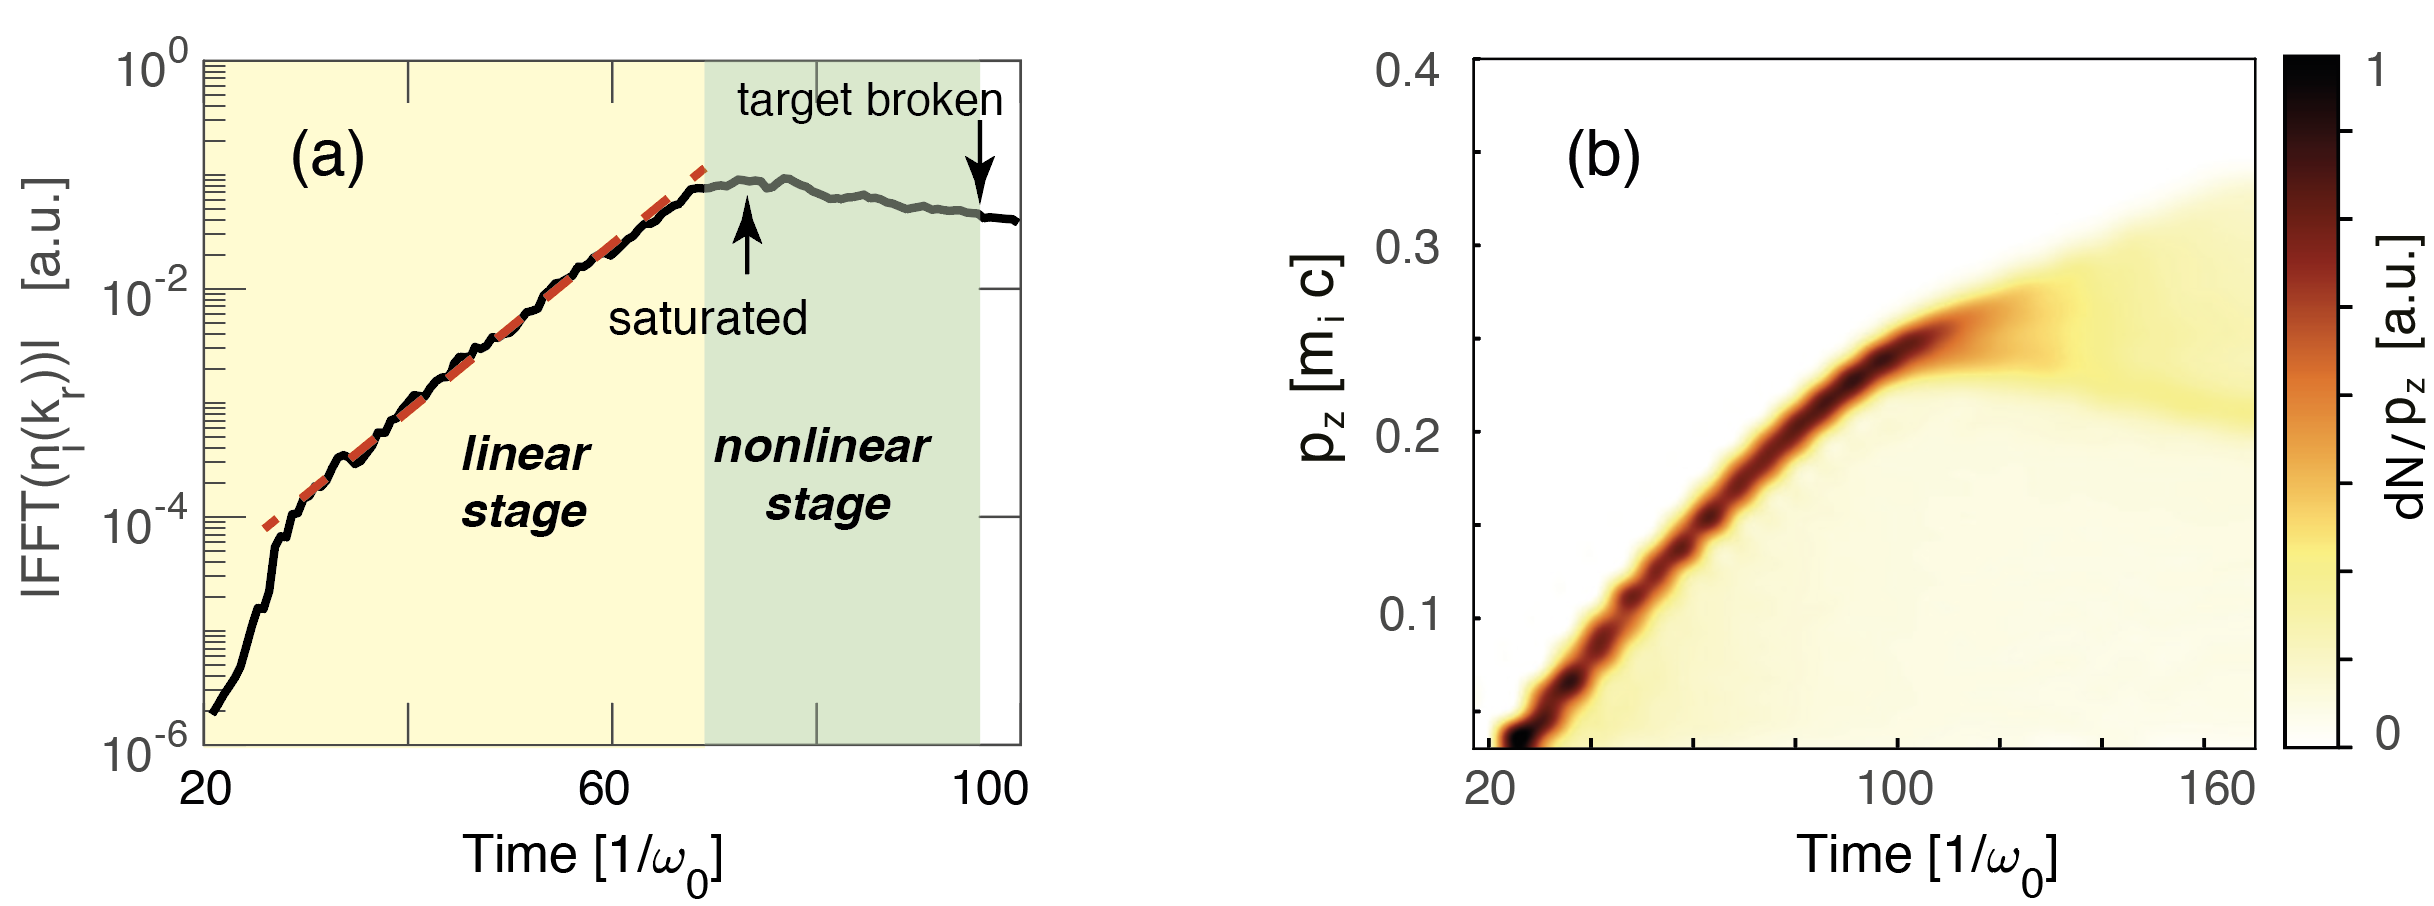 10^0
10^-2
10^-4
10^-6
|FFT(n_i(k_r))| [a.u.]
(a)
target broken
saturated
linear
stage
nonlinear
stage
20 60 100
Time [1/ω_0]
0.4
0.3
0.2
0.1
p_z [m_i c]
(b)
20 100 160
Time [1/ω_0]
1
0
dN/p_z [a.u.]